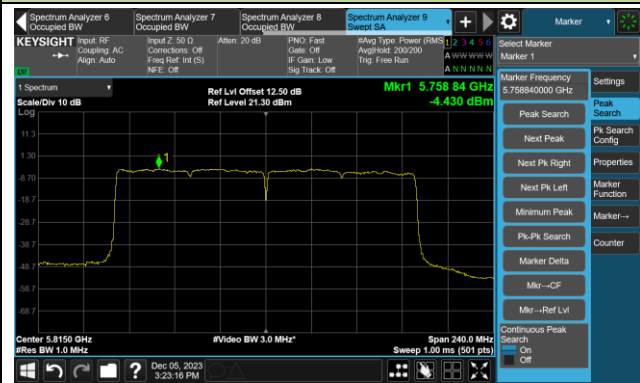 Spectrum Analyzer 6
Occupied BW
Spectrum Analyzer 7
Occupied BW
Spectrum Analyzer 8
Occupied BW
Spectrum Analyzer 9
Swept SA
Marker
KEYSIGHT
Input: RF
Coupling: AC
Align: Auto
Input Z: 50 Ω
Corrections: Off
Freq Ref: Int (S)
NFE: Off
Atten: 20 dB
PNO: Fast
Gate: Off
IF Gain: Low
Sig Track: Off
#Avg Type: Power (RMS
Avg|Hold: 200/200
Trig: Free Run
1 2 3 4 5 6
A W W W W W
A N N N N N
LXI
Select Marker
Marker 1
1 Spectrum
Scale/Div 10 dB
Log
Ref Lvl Offset 12.50 dB
Ref Level 21.30 dBm
Mkr1 5.758 84 GHz
-4.430 dBm
11.3
1.30
-8.70
-18.7
-28.7
-38.7
-48.7
-58.7
-68.7
1
Center 5.8150 GHz
#Res BW 1.0 MHz
#Video BW 3.0 MHz*
Span 240.0 MHz
Sweep 1.00 ms (501 pts)
Marker Frequency
5.758840000 GHz
Peak Search
Next Peak
Next Pk Right
Next Pk Left
Minimum Peak
Pk-Pk Search
Marker Delta
Mkr→CF
Mkr→Ref Lvl
Continuous Peak
Search
On
Off
Settings
Peak
Search
Pk Search
Config
Properties
Marker
Function
Marker→
Counter
Dec 05, 2023
3:23:16 PM